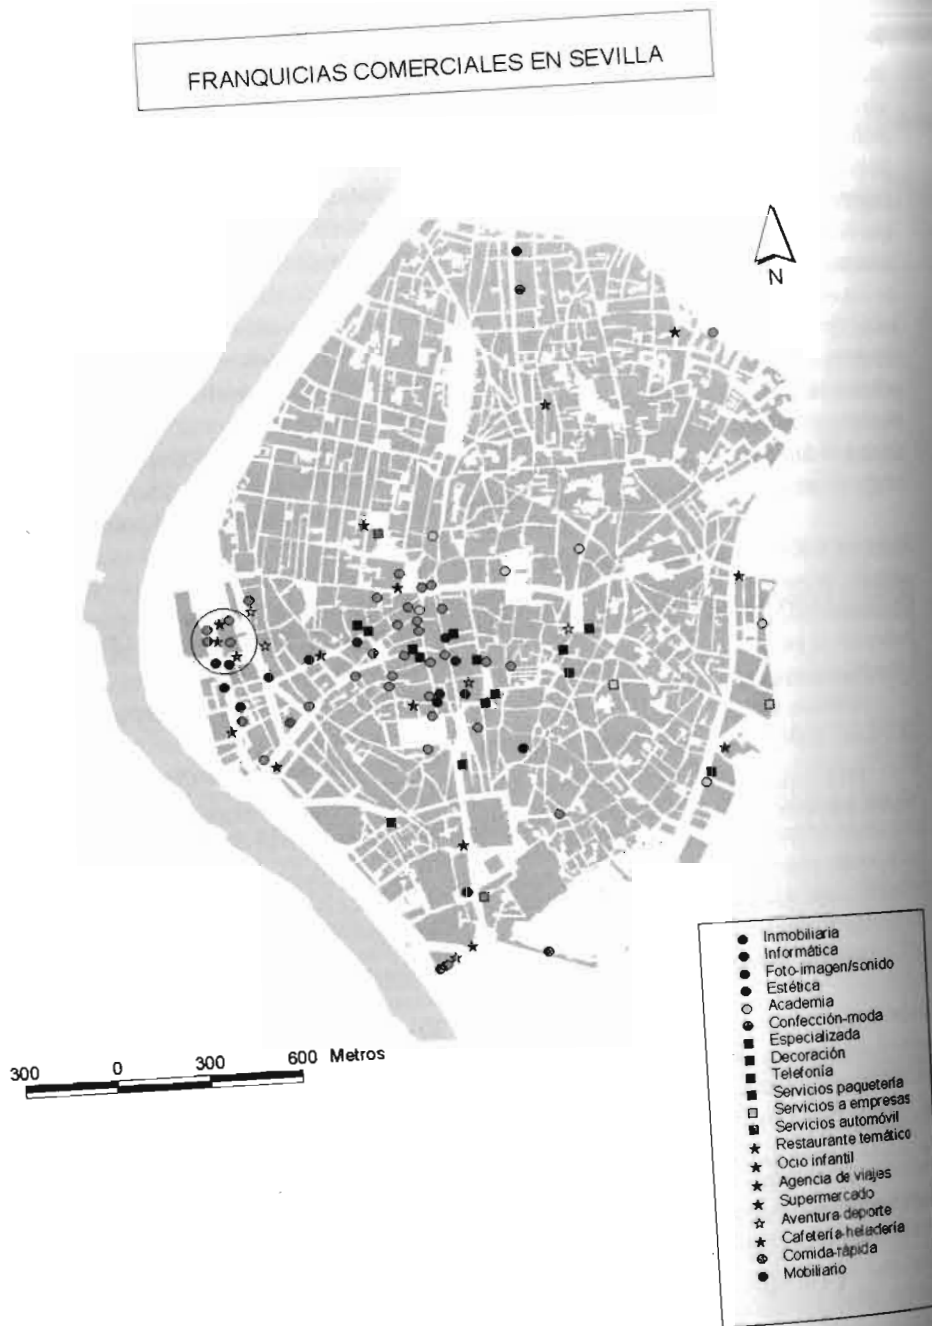 FRANQUICIAS COMERCIALES EN SEVILLA
N
300 0 300 600 Metros
Inmobiliaria
Informática
Foto-imagen/sonido
Estética
Academia
Confección-moda
Especializada
Decoración
Telefonía
Servicios paquetería
Servicios a empresas
Servicios automóvil
Restaurante temático
Ocio infantil
Agencia de viajes
Supermercado
Aventura-deporte
Cafetería-heladería
Comida-rápida
Mobiliario